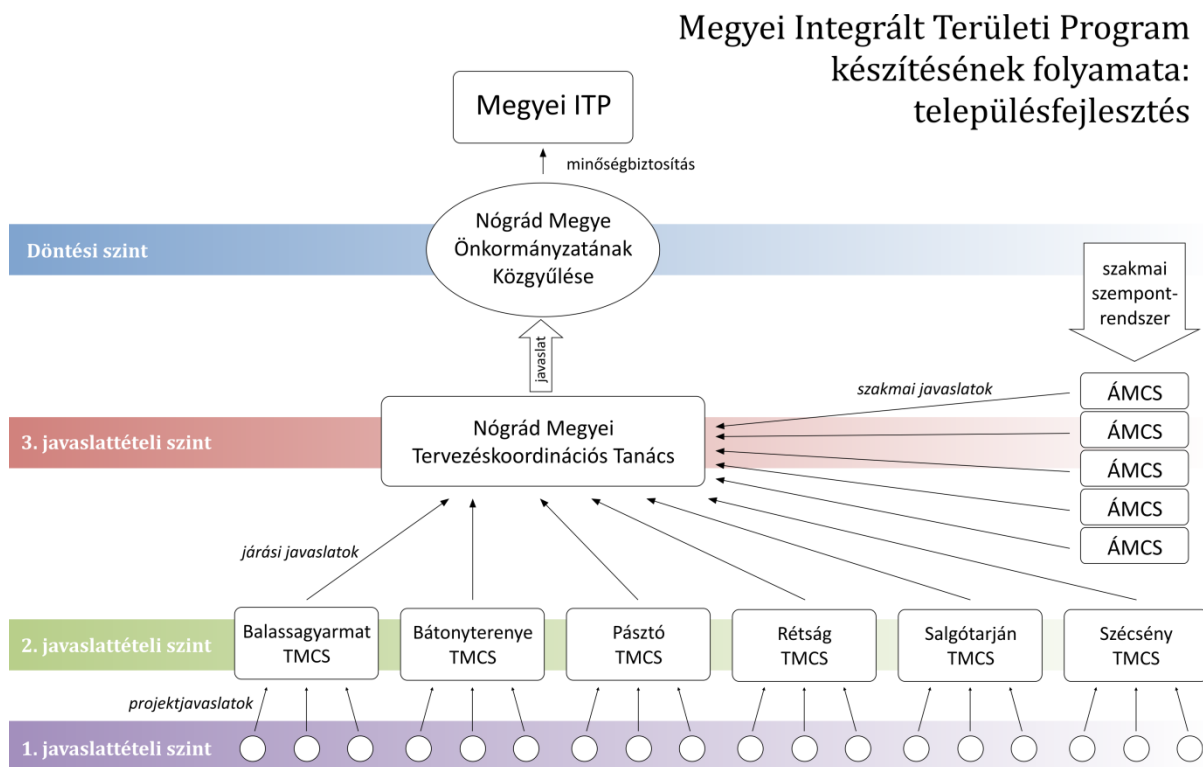 Megyei Integrált Területi Program
készítésének folyamata:
településfejlesztés
Megyei ITP
minőségbiztosítás
Nógrád Megye
Önkormányzatának
Közgyűlése
Döntési szint
szakmai
szempont-
rendszer
javaslat
szakmai javaslatok
ÁMCS
ÁMCS
ÁMCS
ÁMCS
ÁMCS
3. javaslattételi szint
Nógrád Megyei
Tervezéskoordinációs Tanács
járási javaslatok
2. javaslattételi szint
Balassagyarmat
TMCS
Bátonyterenye
TMCS
Pásztó
TMCS
Rétság
TMCS
Salgótarján
TMCS
Szécsény
TMCS
projektjavaslatok
1. javaslattételi szint